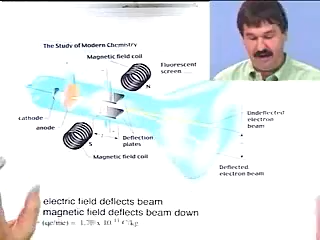 The Study of Modern Chemistry
Magnetic field coil
Fluorescent
screen
N
cathode
anode
S
Deflection
plates
Magnetic field coil
Undeflected
electron
beam
Deflected
electron beam
electric field deflects beam
magnetic field deflects beam down